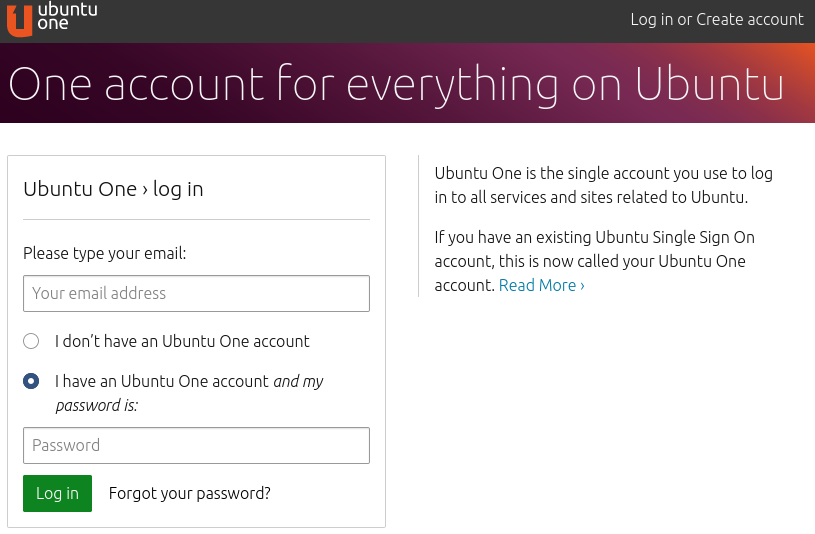 ubuntu
one
Log in or Create account
One account for everything on Ubuntu
Ubuntu One › log in
Please type your email:
Your email address
I don’t have an Ubuntu One account
I have an Ubuntu One account and my
password is:
Password
Log in
Forgot your password?
Ubuntu One is the single account you use to log
in to all services and sites related to Ubuntu.
If you have an existing Ubuntu Single Sign On
account, this is now called your Ubuntu One
account. Read More ›